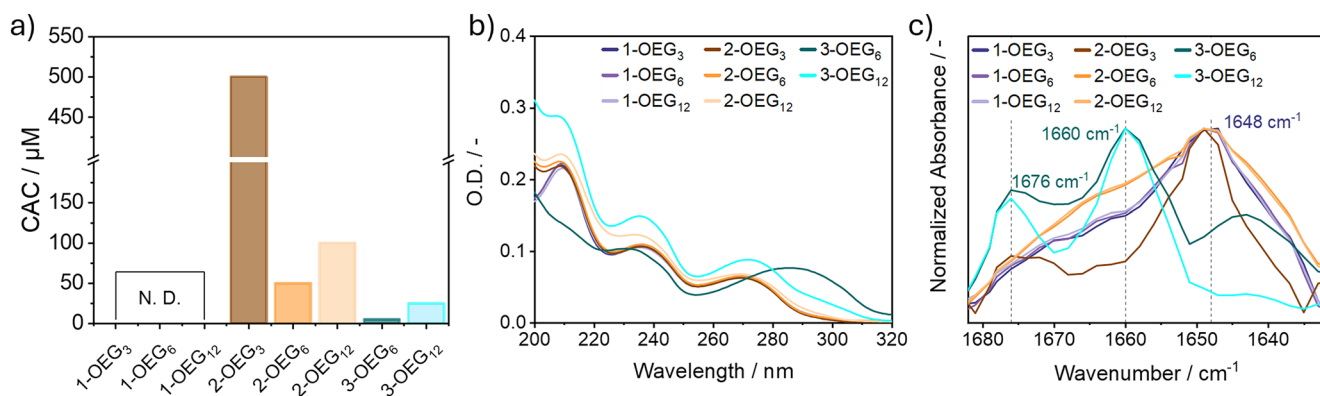 a)
550
500
450
150
100
50
0
CAC / µM
N. D.
1-OEG₃
1-OEG₆
1-OEG₁₂
2-OEG₃
2-OEG₆
2-OEG₁₂
3-OEG₆
3-OEG₁₂
b)
0.4
0.3
0.2
0.1
0.0
O.D. / -
1-OEG₃ 2-OEG₃ 3-OEG₆
1-OEG₆ 2-OEG₆ 3-OEG₁₂
1-OEG₁₂ 2-OEG₁₂
200 220 240 260 280 300 320
Wavelength / nm
c)
Normalized Absorbance / -
1-OEG₃ 2-OEG₃ 3-OEG₆
1-OEG₆ 2-OEG₆ 3-OEG₁₂
1-OEG₁₂ 2-OEG₁₂
1660 cm⁻¹
1648 cm⁻¹
1676 cm⁻¹
1680 1670 1660 1650 1640
Wavenumber / cm⁻¹